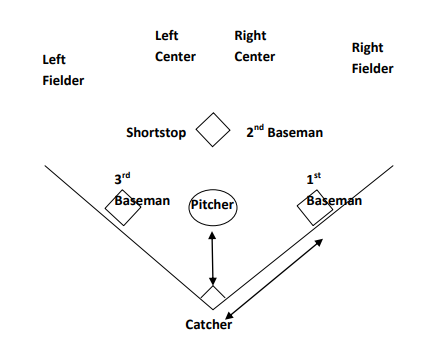 Left
Fielder
Left
Center
Right
Center
Right
Fielder
Shortstop
2nd Baseman
3rd
Baseman
Pitcher
1st
Baseman
Catcher